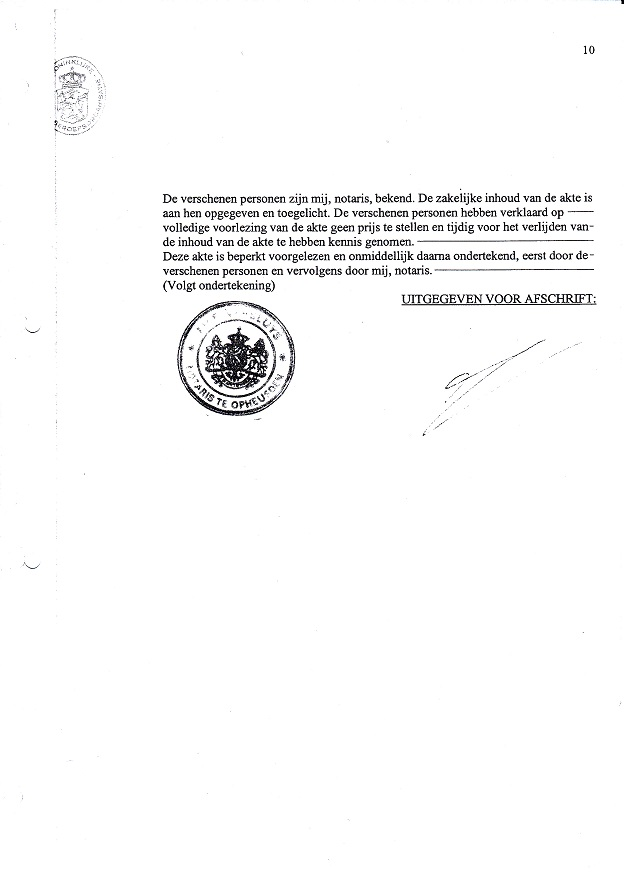 10
De verschenen personen zijn mij, notaris, bekend. De zakelijke inhoud van de akte is
aan hen opgegeven en toegelicht. De verschenen personen hebben verklaard op
volledige voorlezing van de akte geen prijs te stellen en tijdig voor het verlijden van-
de inhoud van de akte te hebben kennis genomen.
Deze akte is beperkt voorgelezen en onmiddellijk daarna ondertekend, eerst door de-
verschenen personen en vervolgens door mij, notaris.
(Volgt ondertekening)
UITGEGEVEN VOOR AFSCHRIFT:
NOTARIS TE OPHEUSDEN